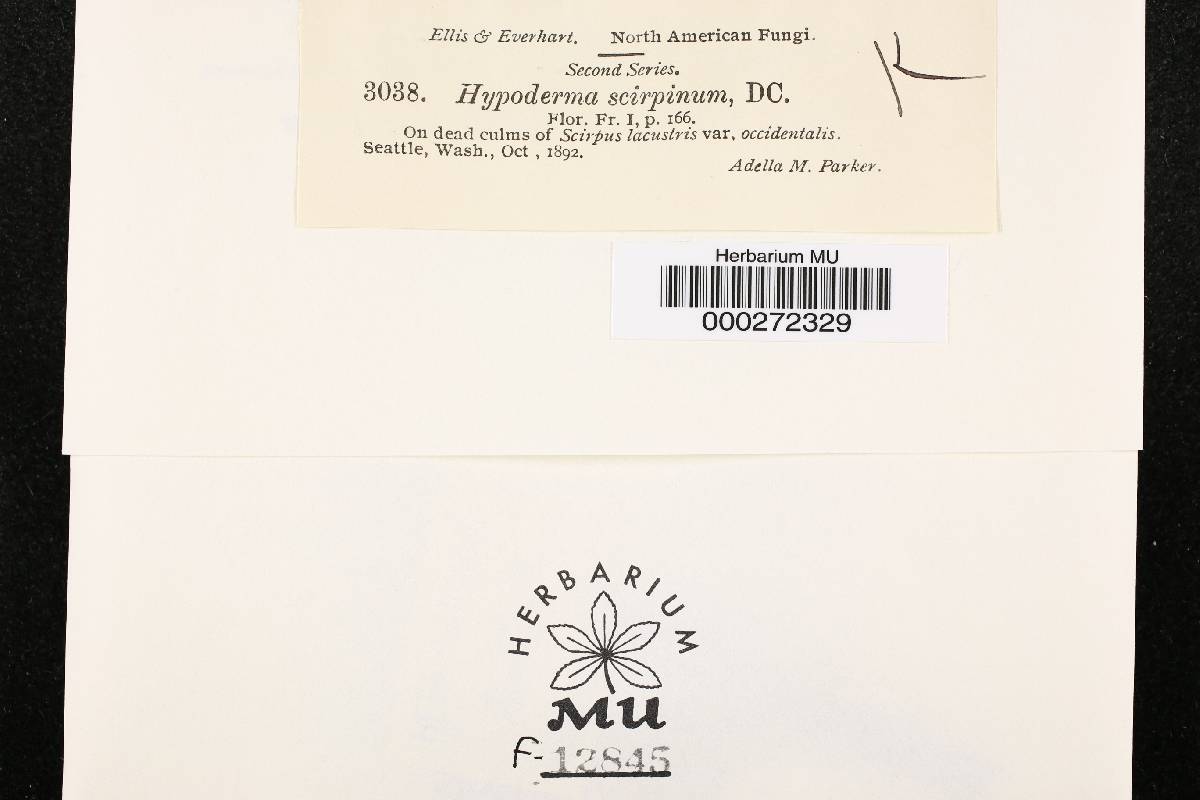 Ellis & Everhart. North American Fungi.
Second Series.
3038. Hypoderma scirpinum, DC.
Flor. Fr. I, p. 166.
On dead culms of Scirpus lacustris var. occidentalis.
Seattle, Wash., Oct , 1892.
Adella M. Parker.
Herbarium MU
000272329
HERBARIUM
MU
F-12845